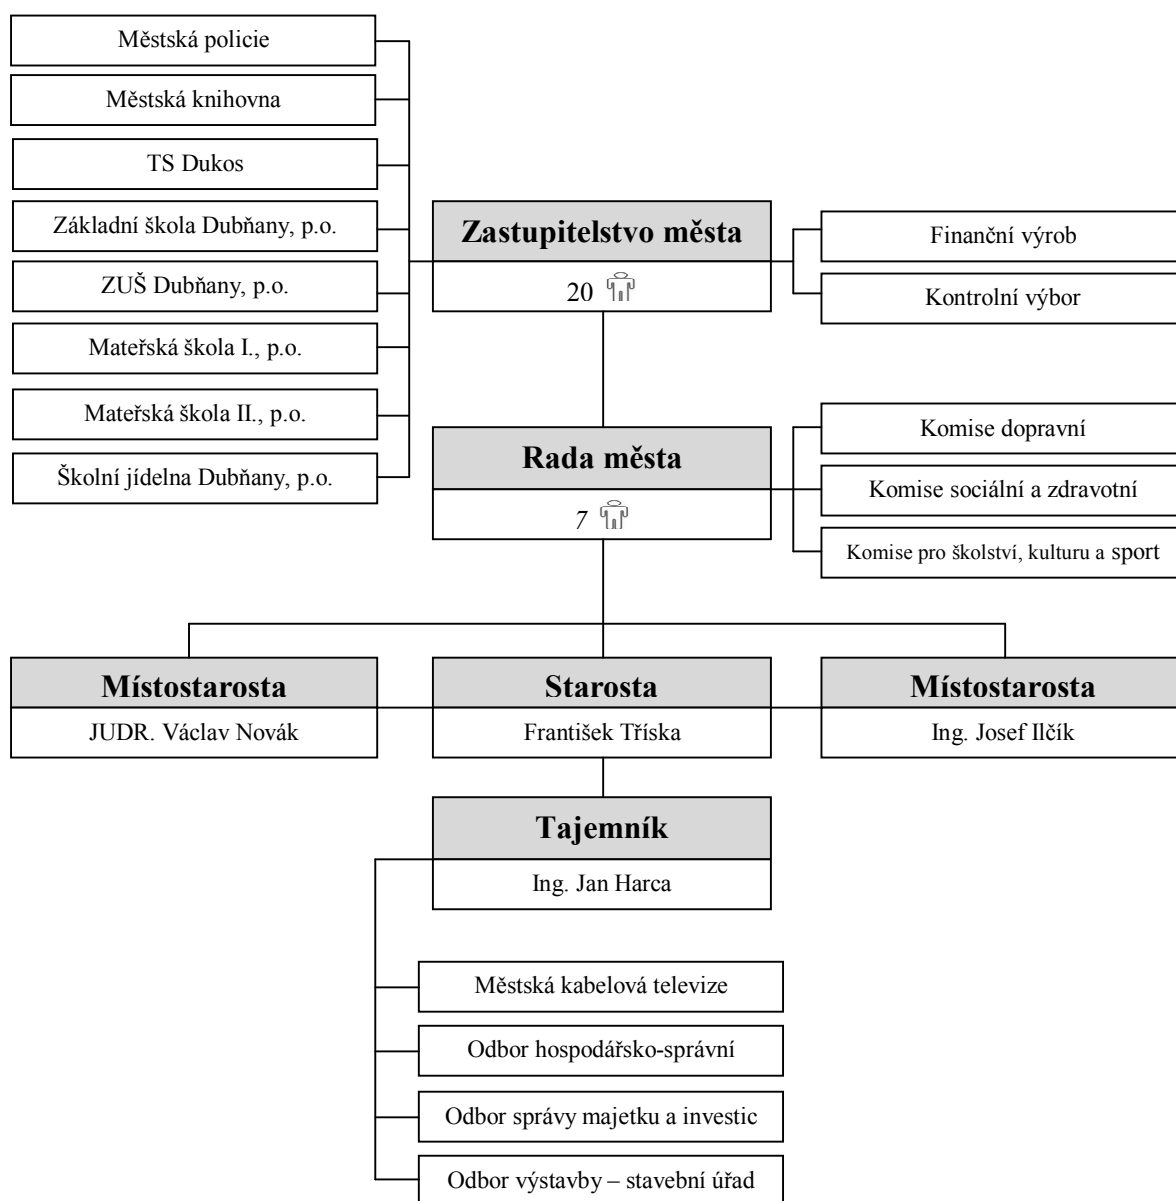 Městská policie
Městská knihovna
TS Dukos
Základní škola Dubňany, p.o.
ZUŠ Dubňany, p.o.
Mateřská škola I., p.o.
Mateřská škola II., p.o.
Školní jídelna Dubňany, p.o.
Zastupitelstvo města
20
Finanční výrob
Kontrolní výbor
Rada města
7
Komise dopravní
Komise sociální a zdravotní
Komise pro školství, kulturu a sport
Místostarosta
JUDR. Václav Novák
Starosta
František Tříska
Místostarosta
Ing. Josef Ilčík
Tajemník
Ing. Jan Harca
Městská kabelová televize
Odbor hospodářsko-správní
Odbor správy majetku a investic
Odbor výstavby – stavební úřad